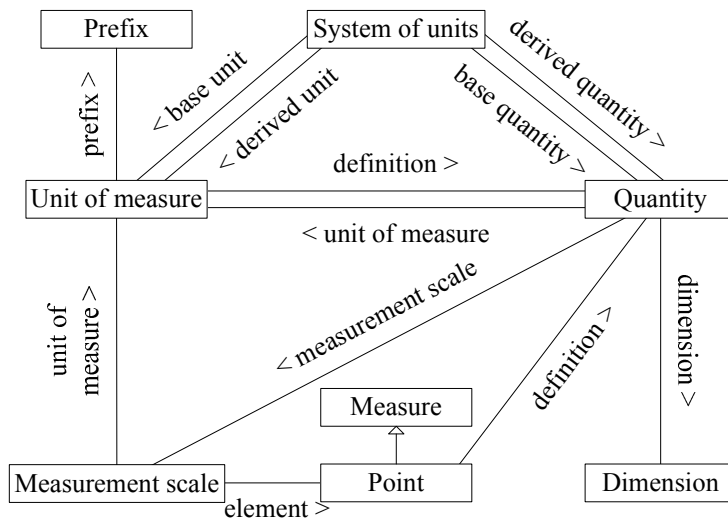 Prefix
System of units
prefix >
< base unit
< derived unit
base quantity >
derived quantity >
definition >
Unit of measure
Quantity
< unit of measure
unit of
measure >
< measurement scale
definition >
dimension >
Measure
Measurement scale
Point
Dimension
element >